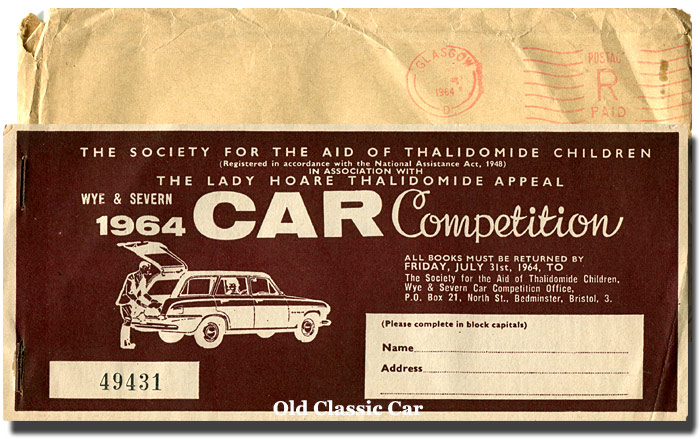 GLASGOW
1964
POSTAGE
R
PAID
THE SOCIETY FOR THE AID OF THALIDOMIDE CHILDREN
(Registered in accordance with the National Assistance Act, 1948)
IN ASSOCIATION WITH
THE LADY HOARE THALIDOMIDE APPEAL
WYE & SEVERN
1964 CAR Competition
ALL BOOKS MUST BE RETURNED BY
FRIDAY, JULY 31st, 1964, TO
The Society for the Aid of Thalidomide Children,
Wye & Severn Car Competition Office,
P.O. Box 21, North St., Bedminster, Bristol, 3.
(Please complete in block capitals)
Name
Address
49431
Old Classic Car